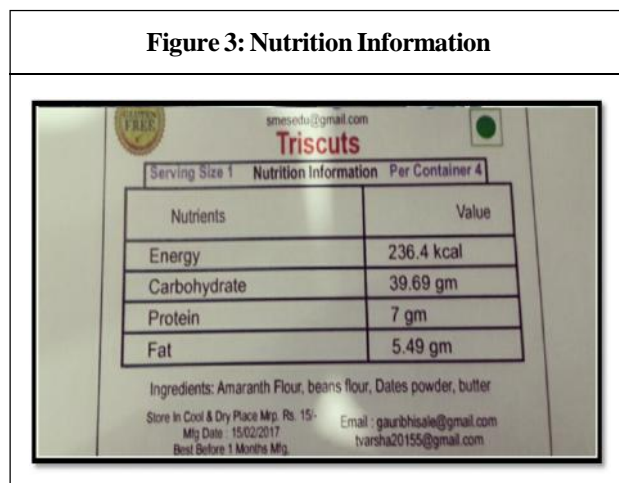 Figure 3: Nutrition Information
GLUTEN
FREE
smesedu@gmail.com
Triscuts
Serving Size 1 Nutrition Information Per Container 4
Nutrients Value
Energy 236.4 kcal
Carbohydrate 39.69 gm
Protein 7 gm
Fat 5.49 gm
Ingredients: Amaranth Flour, beans flour, Dates powder, butter
Store In Cool & Dry Place Mrp. Rs. 15/-
Mfg Date : 15/02/2017
Best Before 1 Months Mfg.
Email : gauribhisale@gmail.com
tvarsha20155@gmail.com